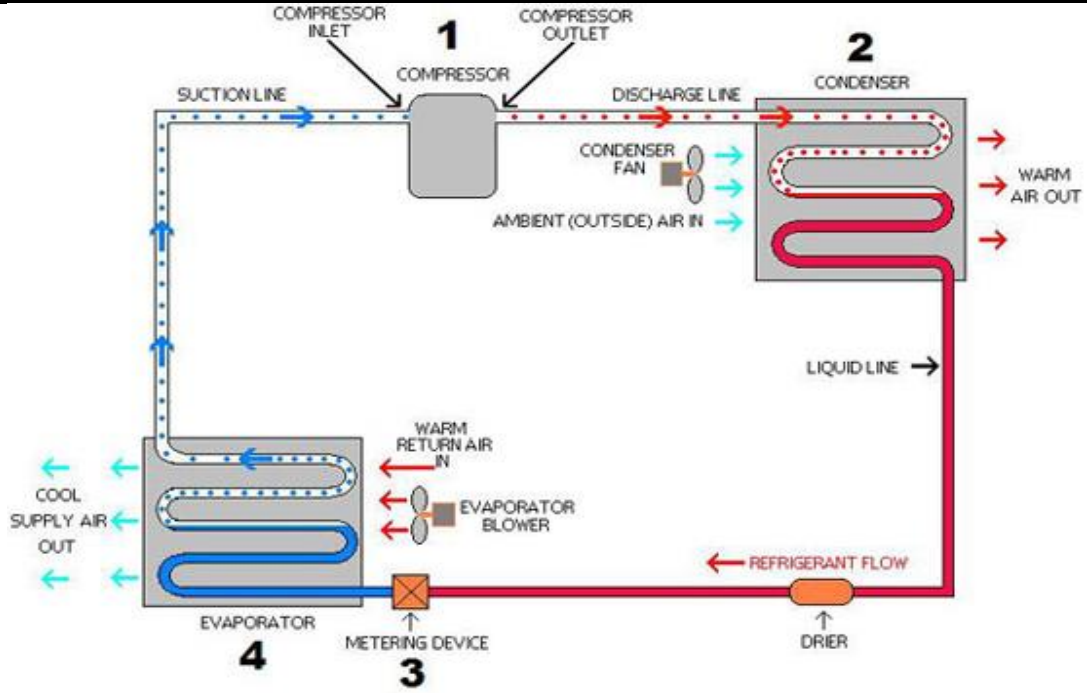 COMPRESSOR
INLET
1
COMPRESSOR
OUTLET
2
COMPRESSOR
CONDENSER
SUCTION LINE
DISCHARGE LINE
CONDENSER
FAN
WARM
AIR OUT
AMBIENT (OUTSIDE) AIR IN
LIQUID LINE
WARM
RETURN AIR
IN
COOL
SUPPLY AIR
OUT
EVAPORATOR
BLOWER
REFRIGERANT FLOW
EVAPORATOR
4
METERING DEVICE
3
DRIER